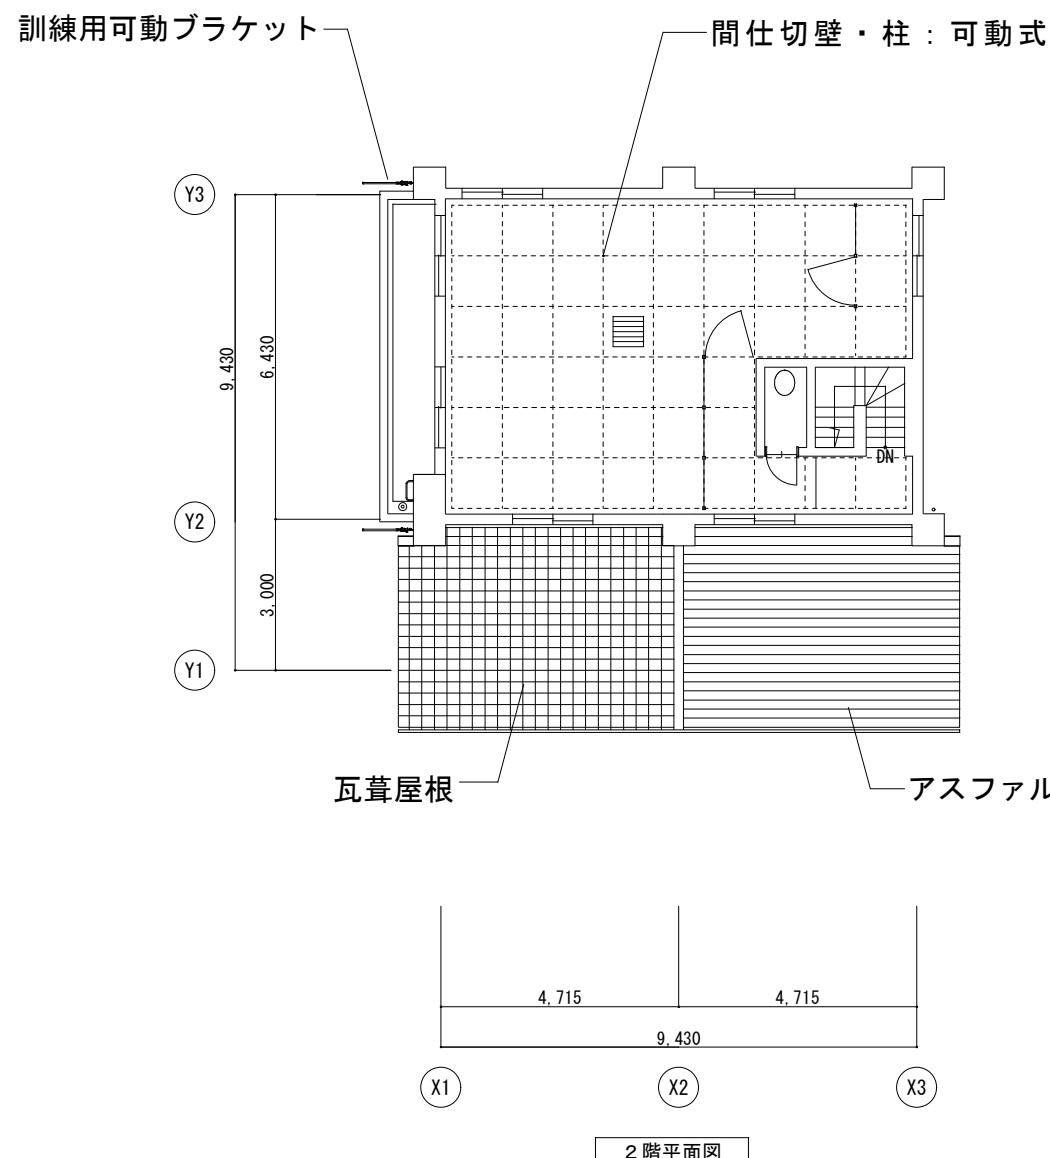 訓練用可動ブラケット
間仕切壁・柱：可動式
Y3
9,430
6,430
DN
Y2
3,000
Y1
瓦葺屋根
アスファル
4,715
4,715
9,430
X1
X2
X3
２階平面図